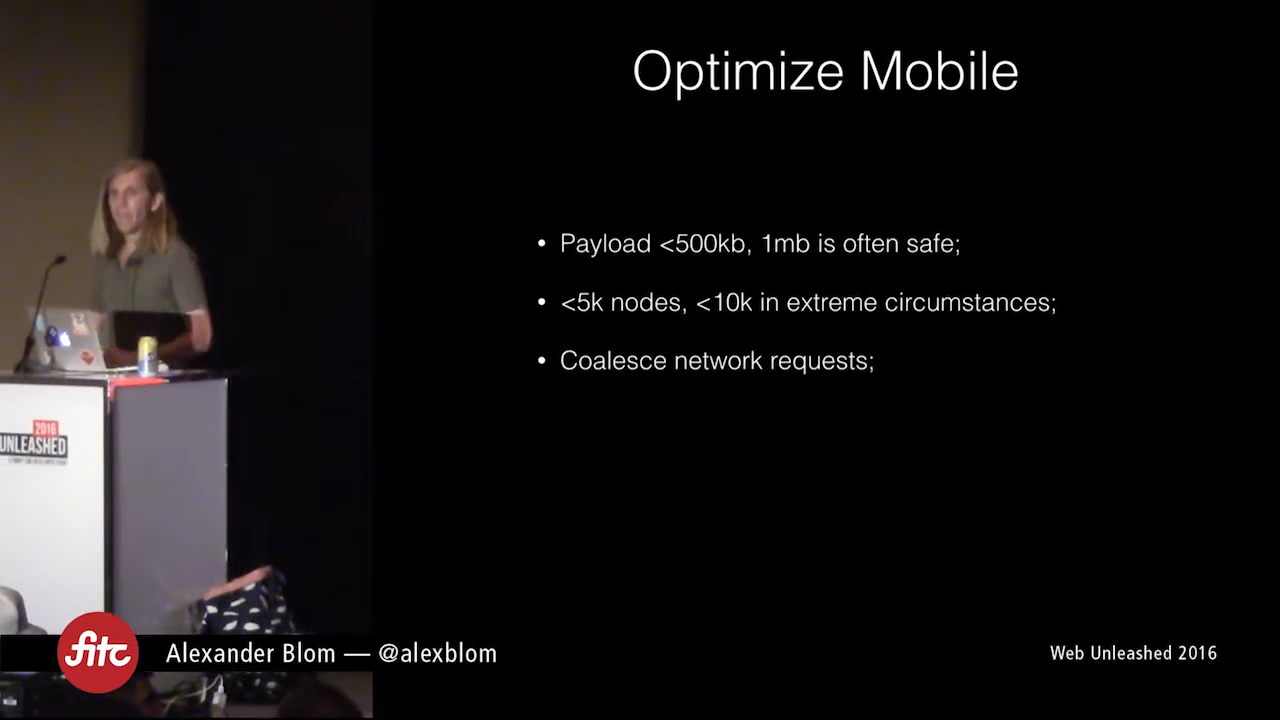 Optimize Mobile
• Payload <500kb, 1mb is often safe;
• <5k nodes, <10k in extreme circumstances;
• Coalesce network requests;
2016
UNLEASHED
fitc
Alexander Blom — @alexblom
Web Unleashed 2016